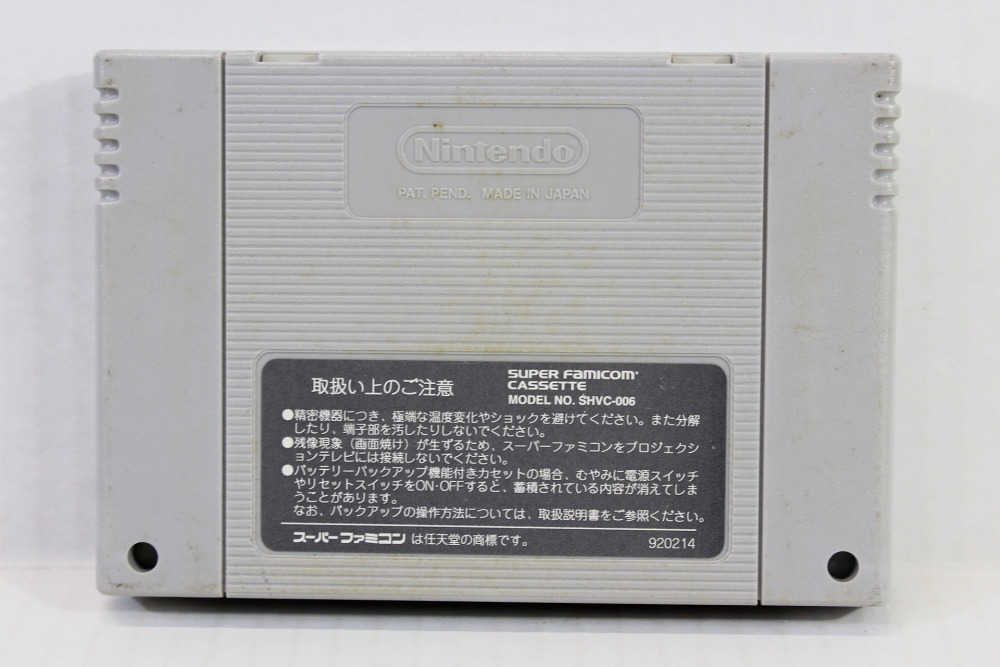 Nintendo
PAT. PEND. MADE IN JAPAN
取扱い上のご注意
SUPER FAMICOM
CASSETTE
MODEL NO. SHVC-006
●精密機器につき、極端な温度変化やショックを避けてください。また分解
したり、端子部を汚したりしないでください。
●残像現象（画面焼け）が生ずるため、スーパーファミコンをプロジェクシ
ョンテレビには接続しないでください。
●バッテリーバックアップ機能付きカセットの場合、むやみに電源スイッチ
やリセットスイッチをON·OFFすると、蓄積されている内容が消えてしま
うことがあります。
なお、バックアップの操作方法については、取扱説明書をご参照ください。
スーパーファミコン は任天堂の商標です。
920214